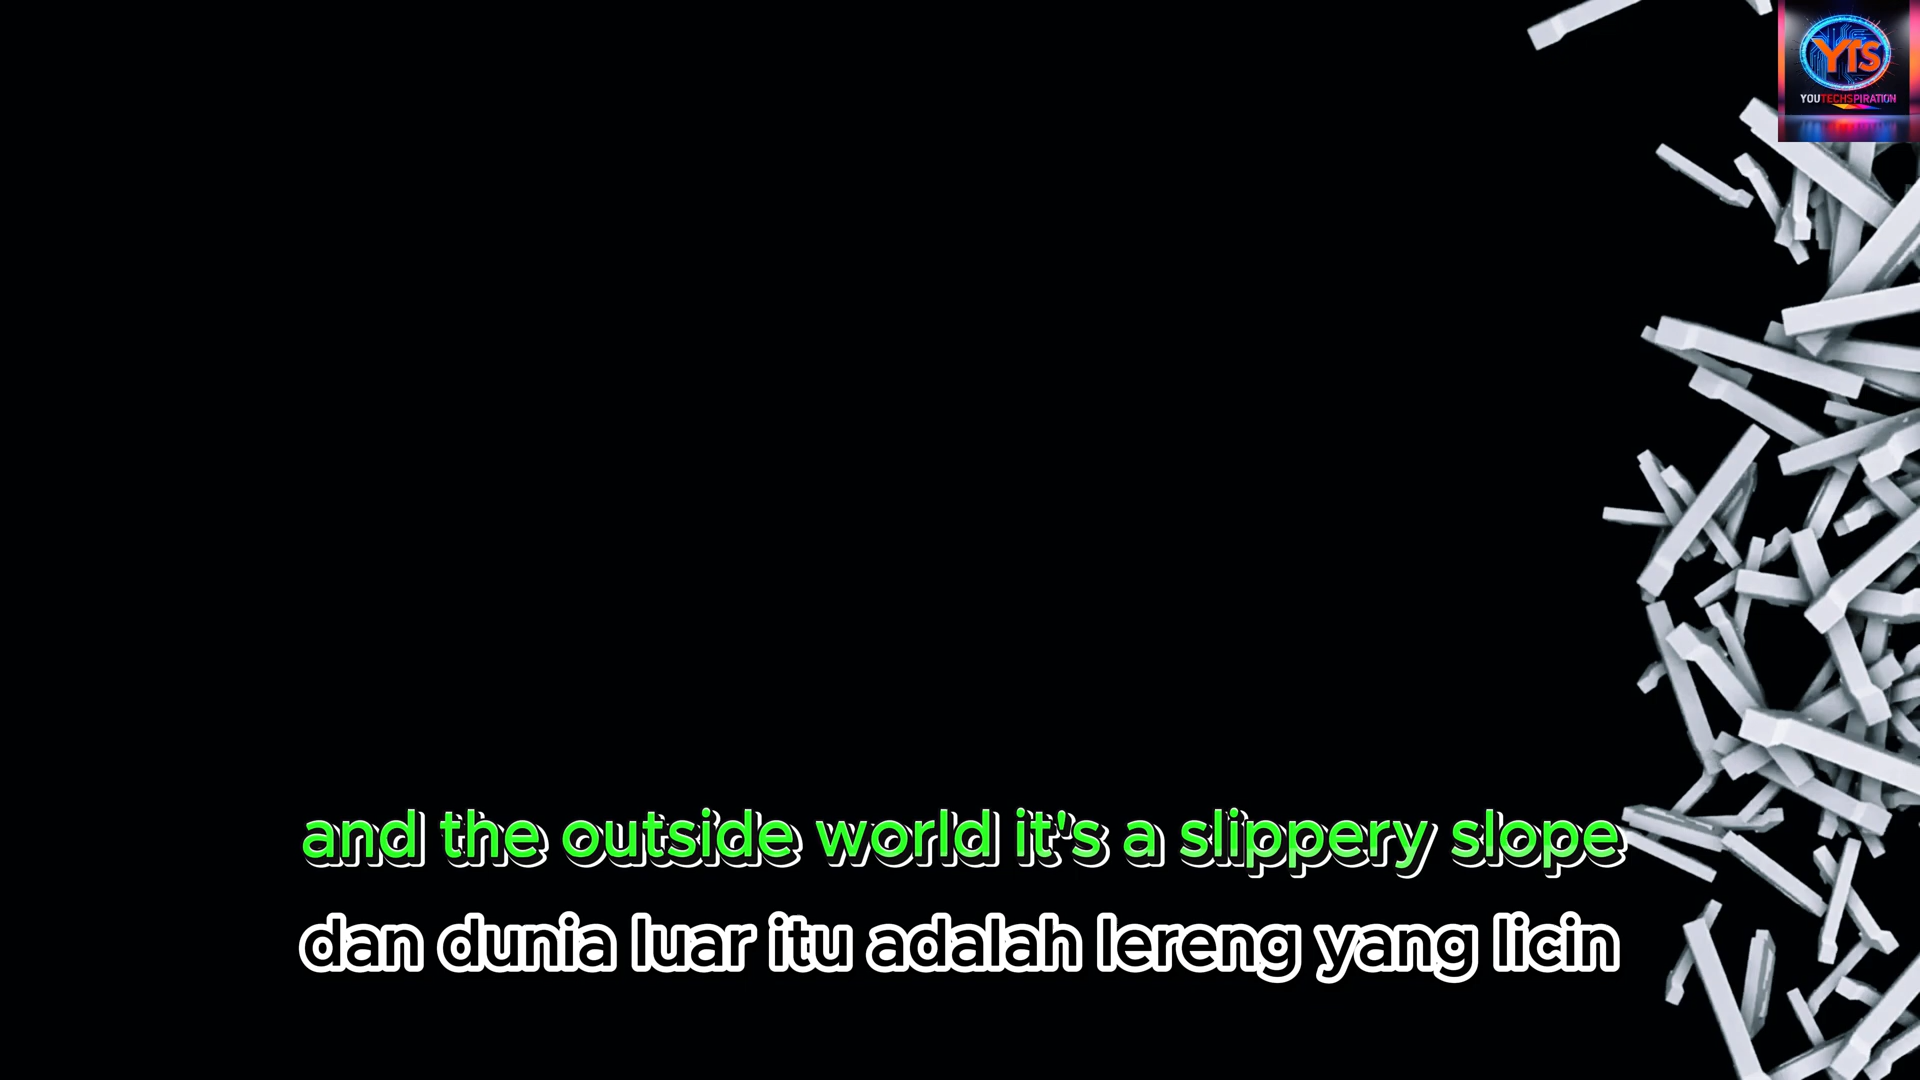 YTS
YOUTECHSPIRATION
and the outside world it's a slippery slope
dan dunia luar itu adalah lereng yang licin